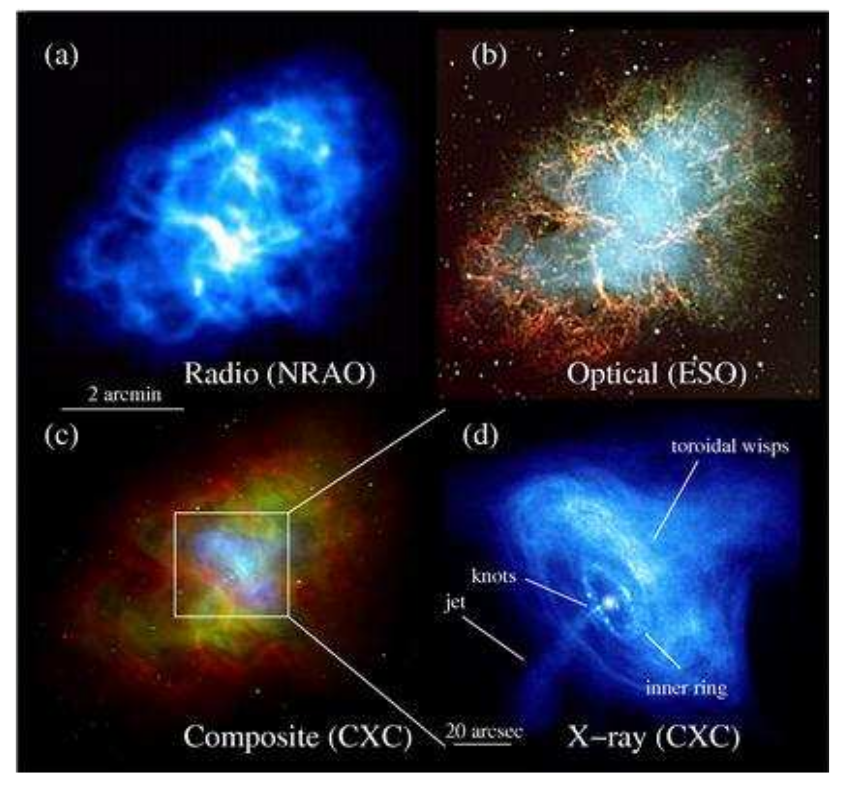 (a)
Radio (NRAO)
2 arcmin
(b)
Optical (ESO)
(c)
Composite (CXC)
(d)
toroidal wisps
knots
jet
inner ring
20 arcsec
X-ray (CXC)